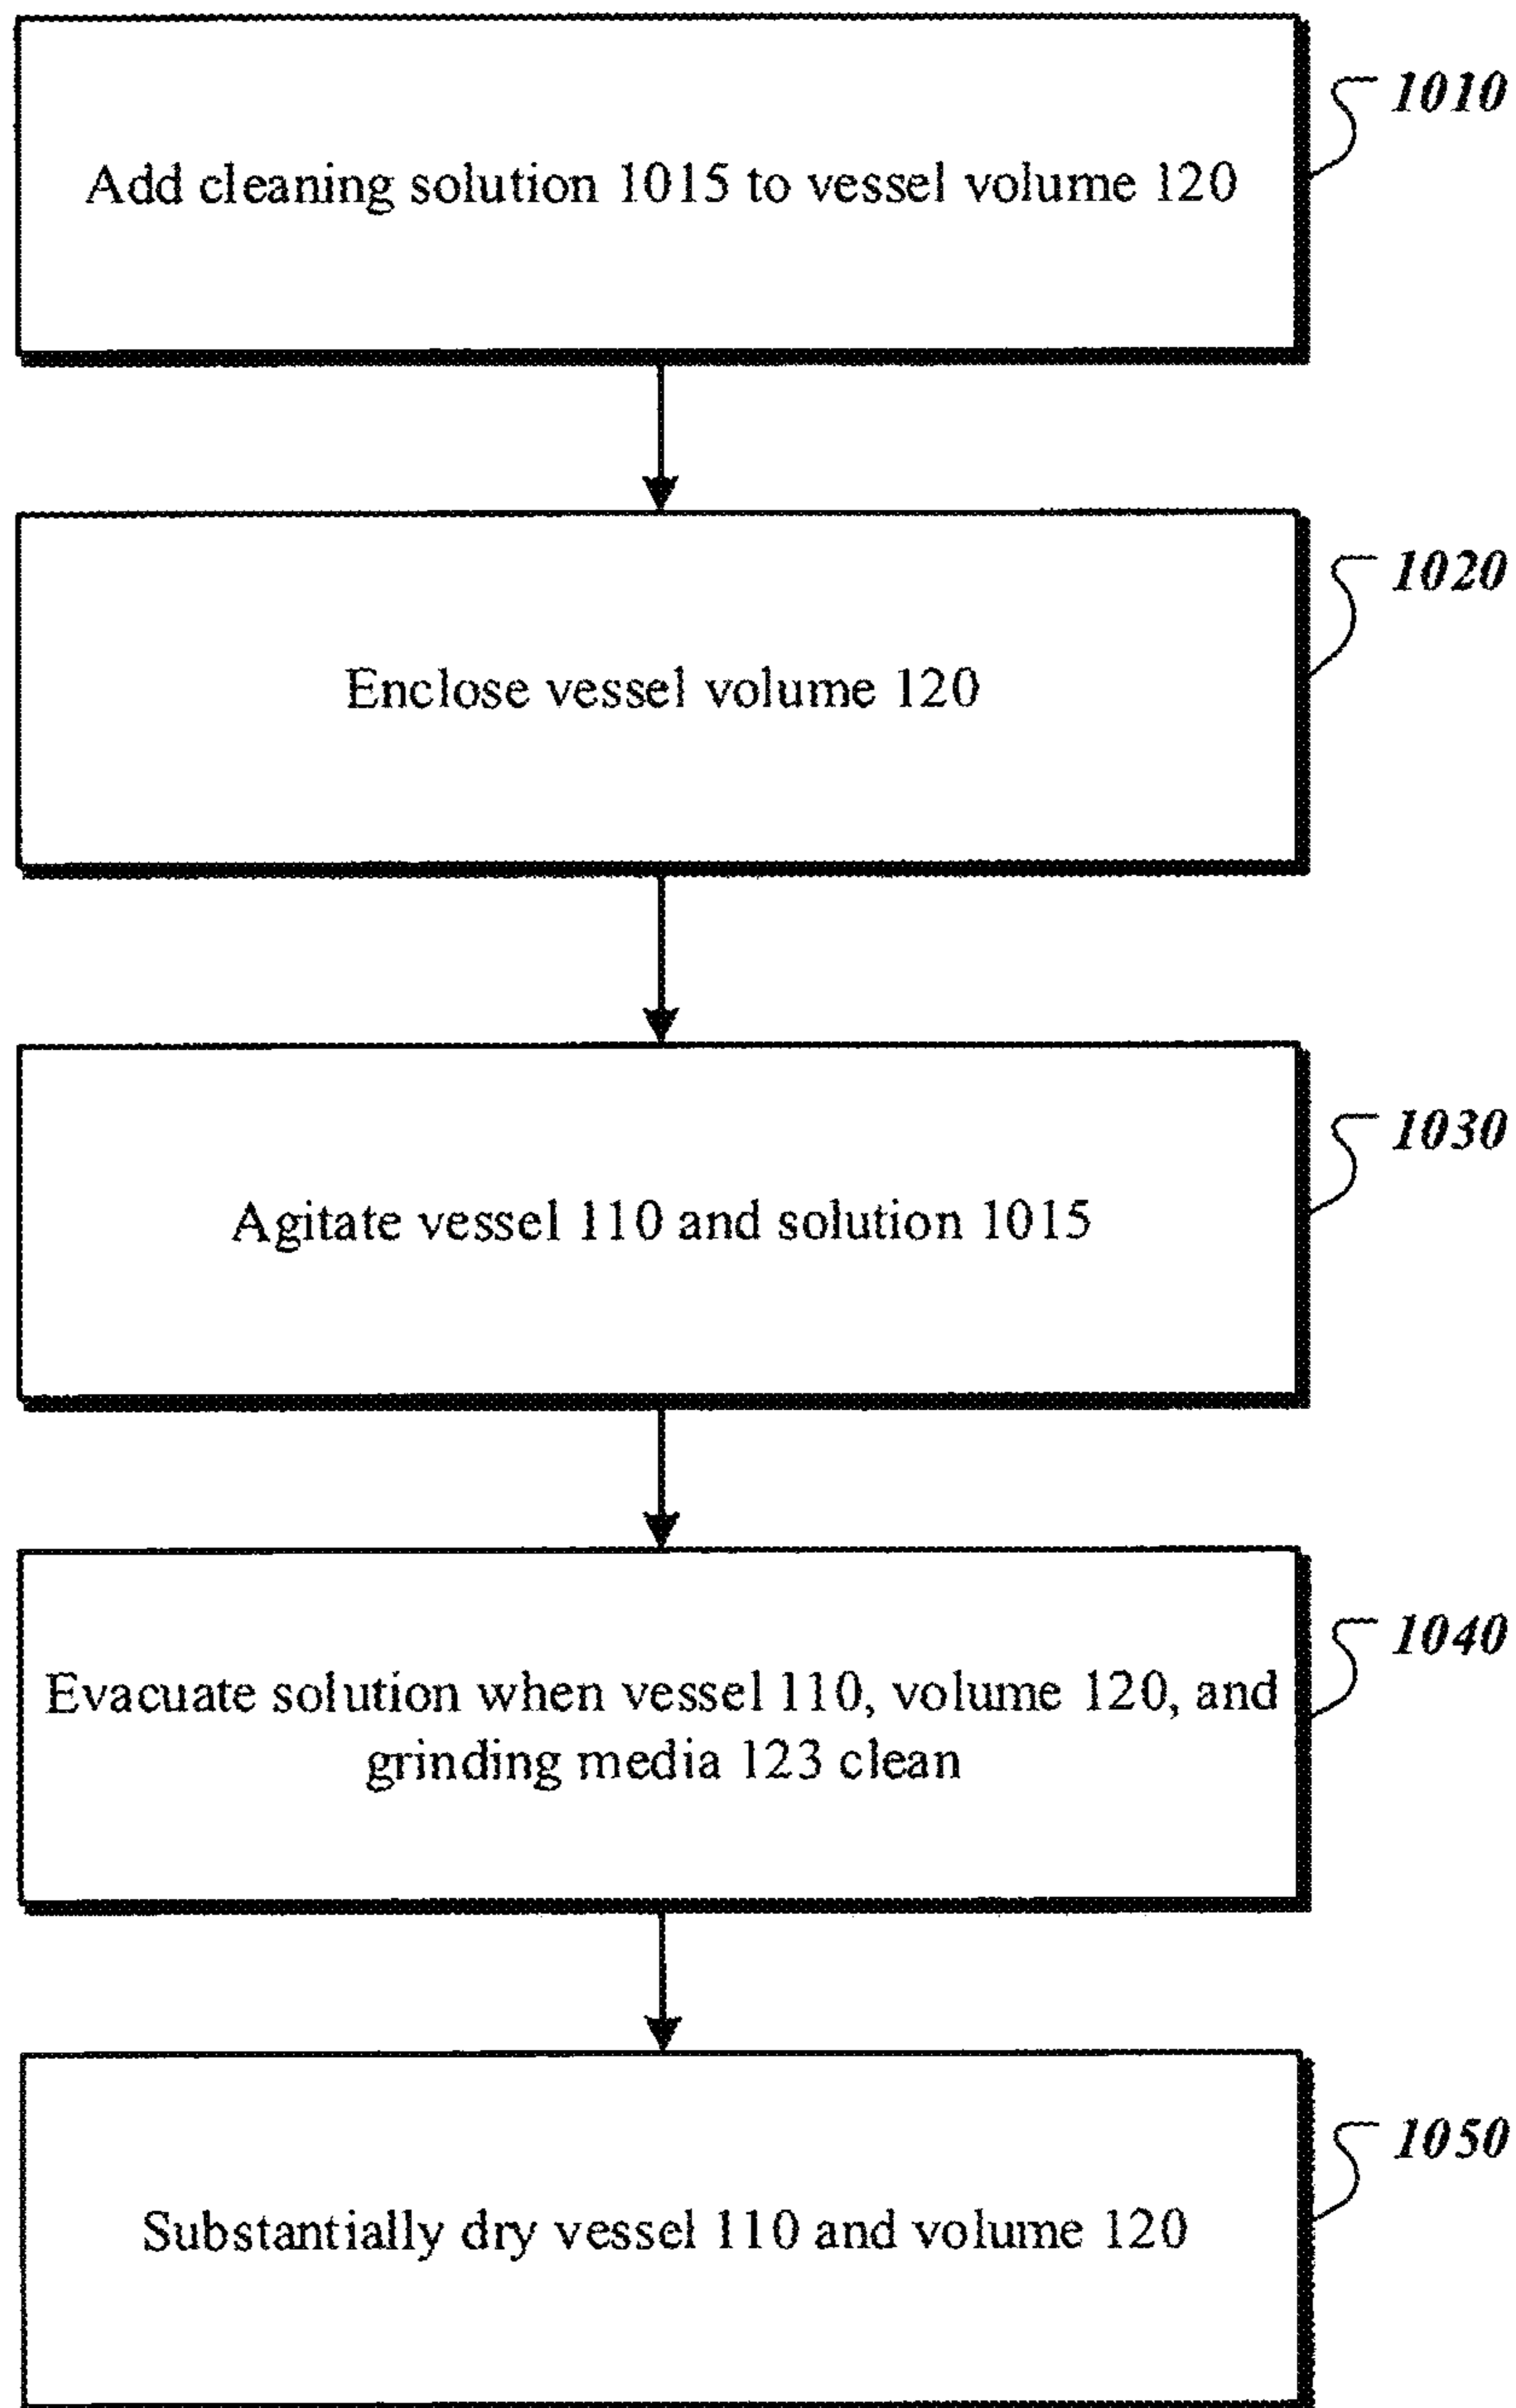 Add cleaning solution 1015 to vessel volume 120
1010
Enclose vessel volume 120
1020
Agitate vessel 110 and solution 1015
1030
Evacuate solution when vessel 110, volume 120, and
grinding media 123 clean
1040
Substantially dry vessel 110 and volume 120
1050